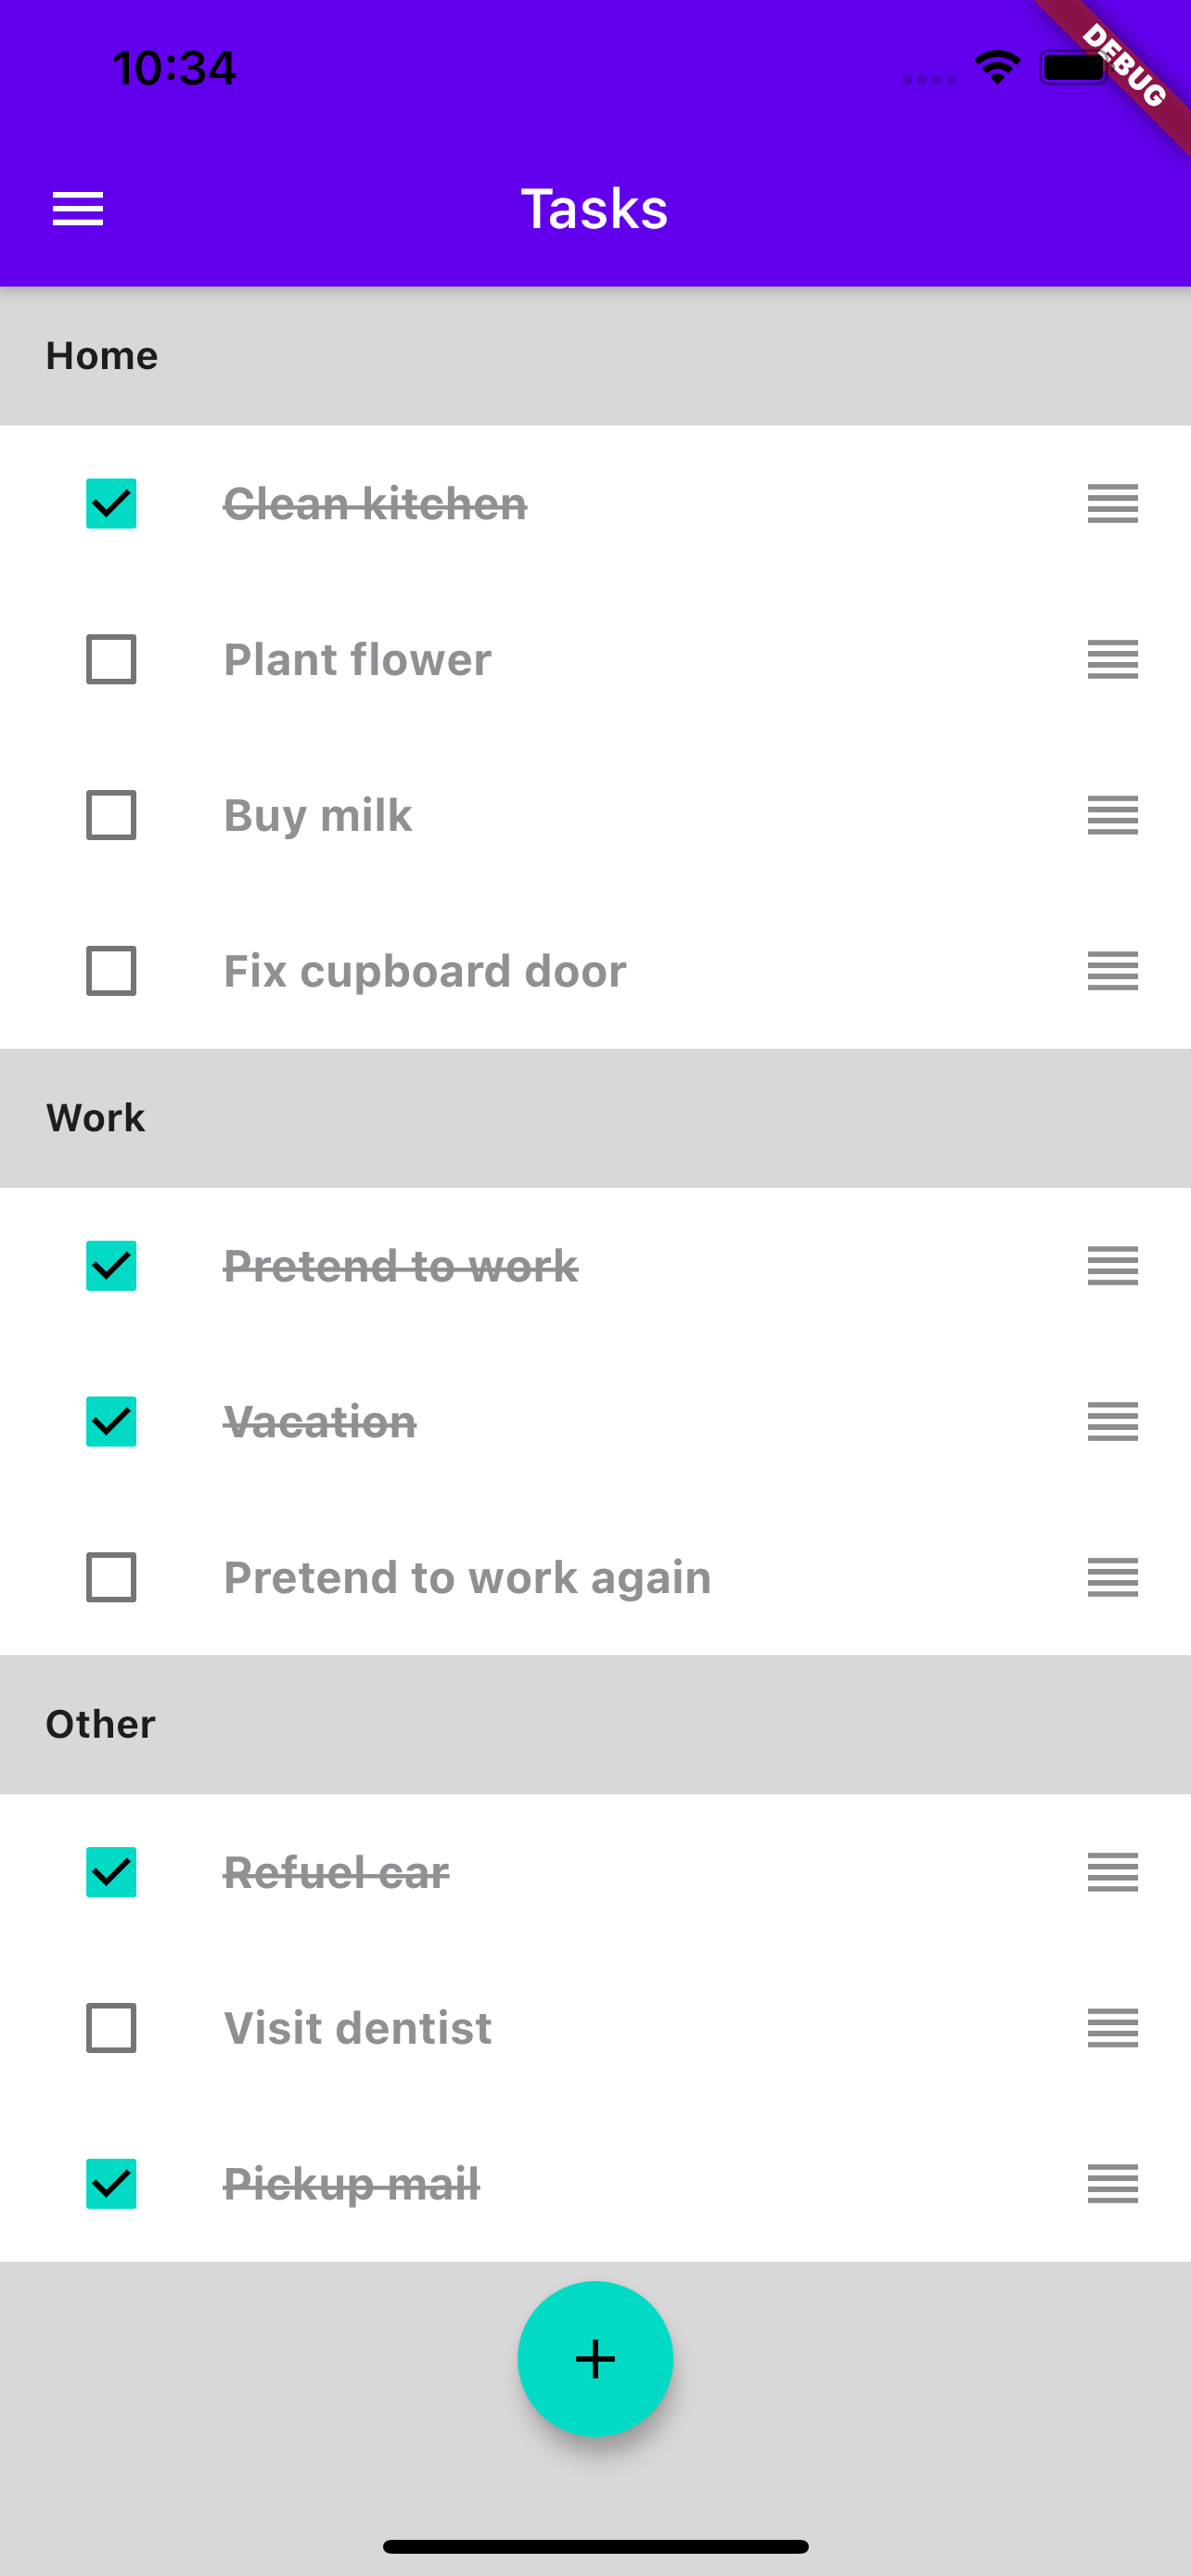 10:34
DEBUG
Tasks
Home
Clean kitchen
Plant flower
Buy milk
Fix cupboard door
Work
Pretend to work
Vacation
Pretend to work again
Other
Refuel car
Visit dentist
Pickup mail